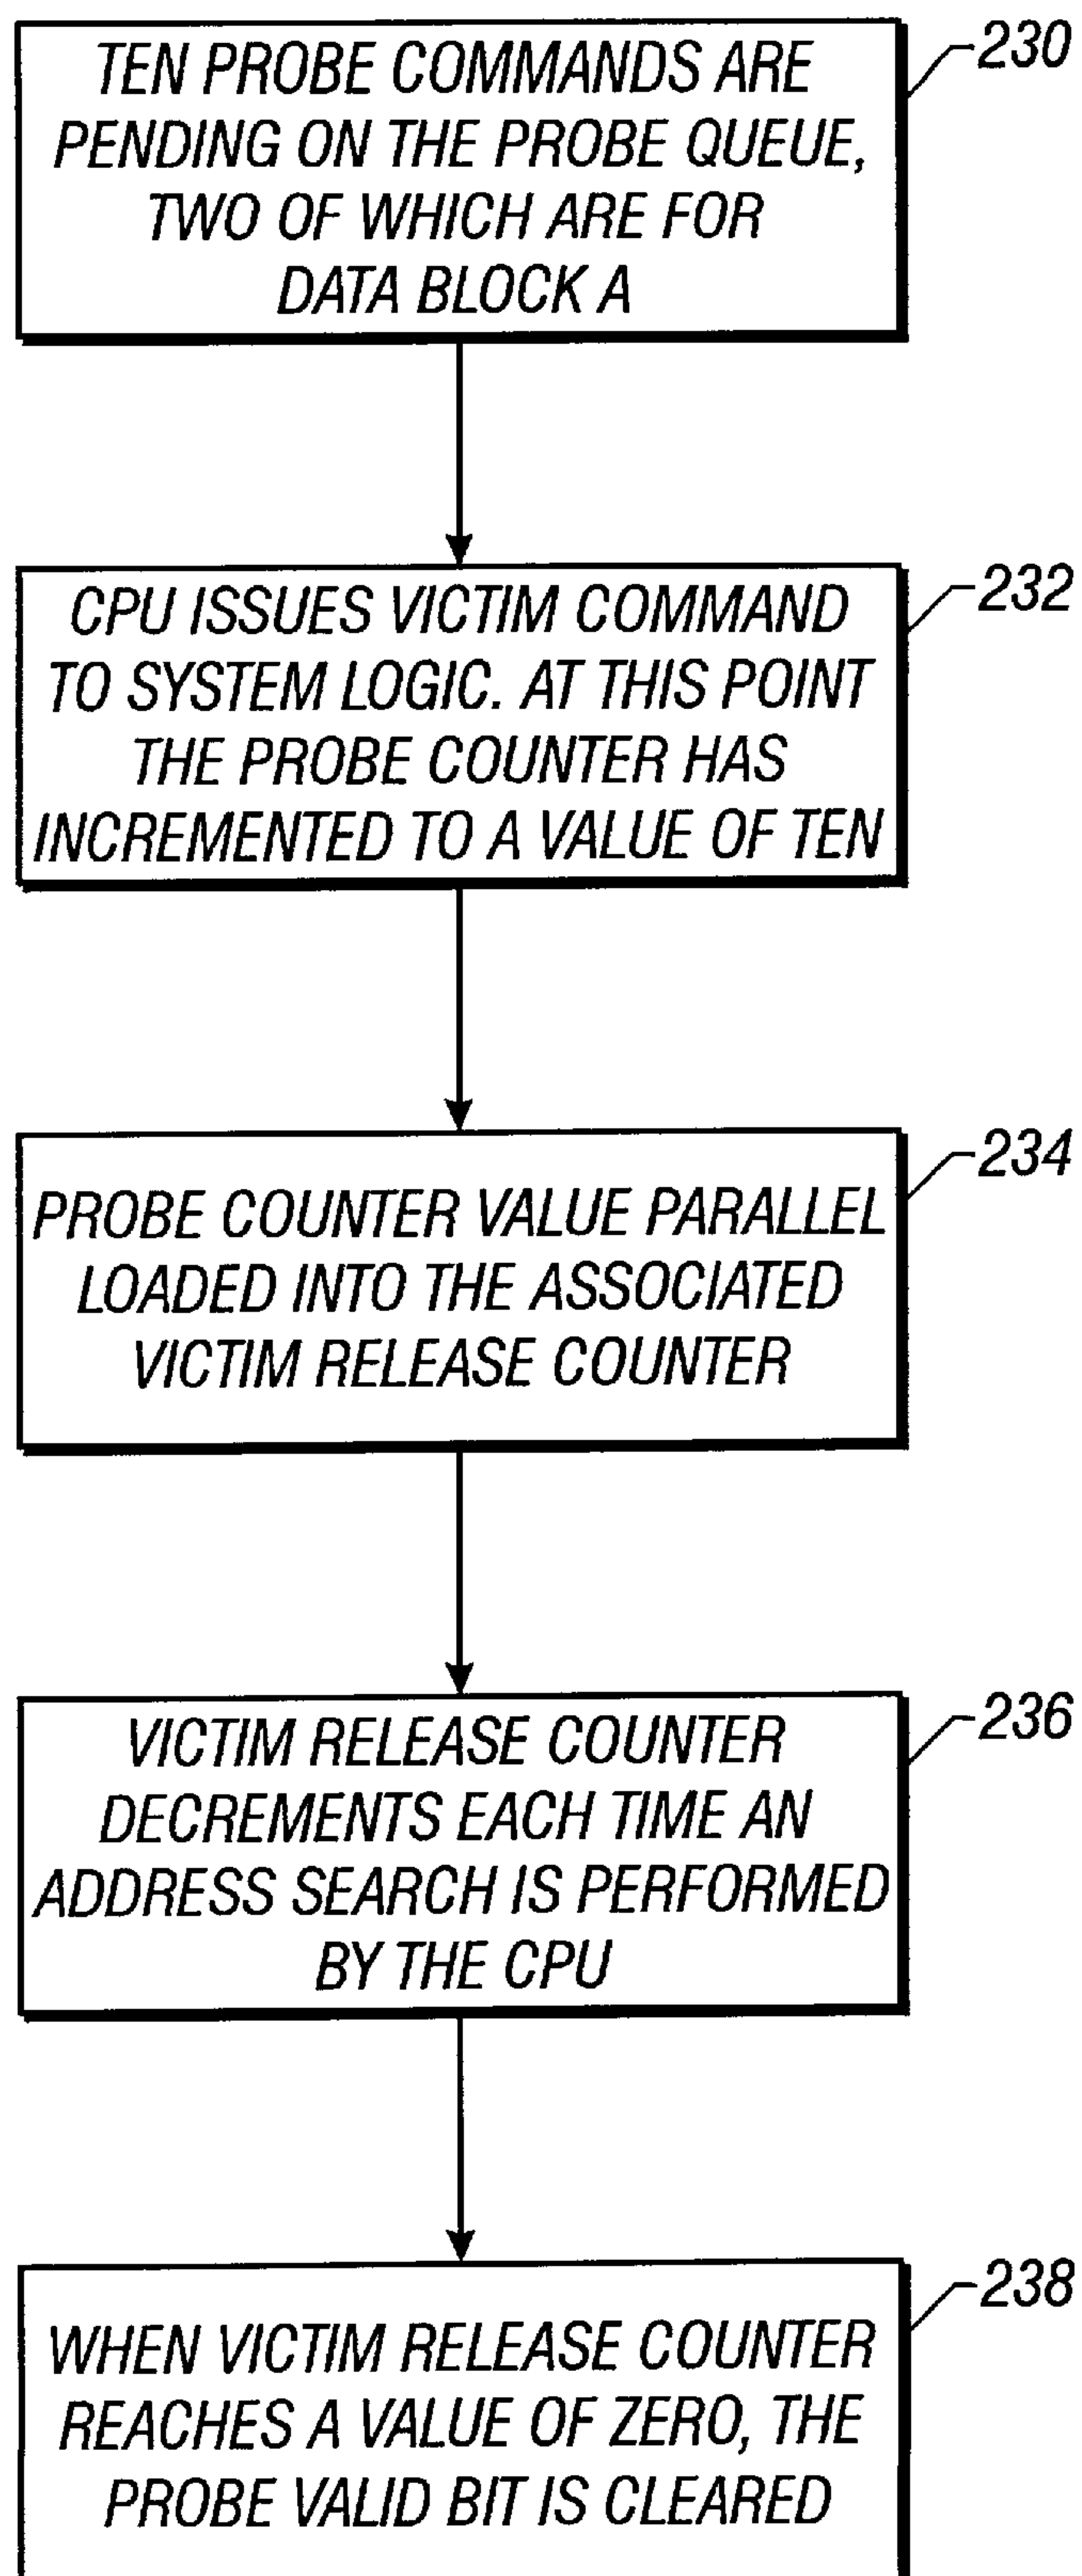 TEN PROBE COMMANDS ARE
PENDING ON THE PROBE QUEUE,
TWO OF WHICH ARE FOR
DATA BLOCK A
230
CPU ISSUES VICTIM COMMAND
TO SYSTEM LOGIC. AT THIS POINT
THE PROBE COUNTER HAS
INCREMENTED TO A VALUE OF TEN
232
PROBE COUNTER VALUE PARALLEL
LOADED INTO THE ASSOCIATED
VICTIM RELEASE COUNTER
234
VICTIM RELEASE COUNTER
DECREMENTS EACH TIME AN
ADDRESS SEARCH IS PERFORMED
BY THE CPU
236
WHEN VICTIM RELEASE COUNTER
REACHES A VALUE OF ZERO, THE
PROBE VALID BIT IS CLEARED
238